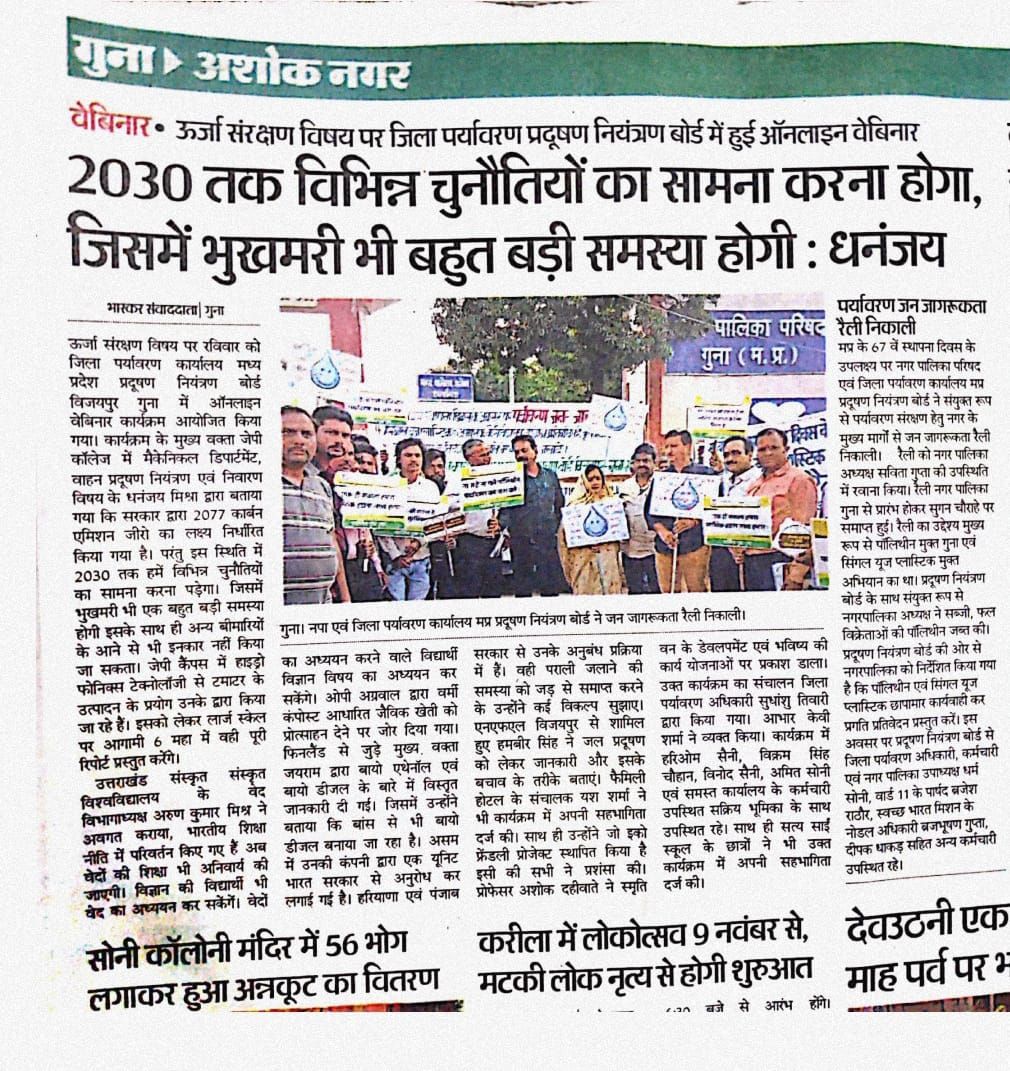 गुना ▸ अशोक नगर
वेबिनार • ऊर्जा संरक्षण विषय पर जिला पर्यावरण प्रदूषण नियंत्रण बोर्ड में हुई ऑनलाइन वेबिनार
2030 तक विभिन्न चुनौतियों का सामना करना होगा,
जिसमें भुखमरी भी बहुत बड़ी समस्या होगी : धनंजय
भास्कर संवाददाता| गुना
ऊर्जा संरक्षण विषय पर रविवार को
जिला पर्यावरण कार्यालय मध्य
प्रदेश प्रदूषण नियंत्रण बोर्ड
विजयपुर गुना में ऑनलाइन
वेबिनार कार्यक्रम आयोजित किया
गया। कार्यक्रम के मुख्य वक्ता जेपी
कॉलेज में मैकेनिकल डिपार्टमेंट,
वाहन प्रदूषण नियंत्रण एवं निवारण
विषय के धनंजय मिश्रा द्वारा बताया
गया कि सरकार द्वारा 2077 कार्बन
एमिशन जीरो का लक्ष्य निर्धारित
किया गया है। परंतु इस स्थिति में
2030 तक हमें विभिन्न चुनौतियों
का सामना करना पड़ेगा। जिसमें
भुखमरी भी एक बहुत बड़ी समस्या
होगी इसके साथ ही अन्य बीमारियों
के आने से भी इनकार नहीं किया
जा सकता। जेपी कैंपस में हाइड्रो
फोनिक्स टेक्नोलॉजी से टमाटर के
उत्पादन के प्रयोग उनके द्वारा किया
जा रहे हैं। इसको लेकर लार्ज स्केल
पर आगामी 6 महा में वही पूरी
रिपोर्ट प्रस्तुत करेंगे।
उत्तराखंड संस्कृत संस्कृत
विश्वविद्यालय के वेद
विभागाध्यक्ष अरुण कुमार मिश्र ने
अवगत कराया, भारतीय शिक्षा
नीति में परिवर्तन किए गए हैं अब
वेदों की शिक्षा भी अनिवार्य की
जाएगी। विज्ञान की विद्यार्थी भी
वेद का अध्ययन कर सकेंगे। वेदों
पालिका परिषद
गुना (म.प्र.)
गुना। नपा एवं जिला पर्यावरण कार्यालय मप्र प्रदूषण नियंत्रण बोर्ड ने जन जागरूकता रैली निकाली।
का अध्ययन करने वाले विद्यार्थी
विज्ञान विषय का अध्ययन कर
सकेंगे। ओपी अग्रवाल द्वारा वर्मी
कंपोस्ट आधारित जैविक खेती को
प्रोत्साहन देने पर जोर दिया गया।
फिनलैंड से जुड़े मुख्य वक्ता
जयराम द्वारा बायो एथेनॉल एवं
बायो डीजल के बारे में विस्तृत
जानकारी दी गई। जिसमें उन्होंने
बताया कि बांस से भी बायो
डीजल बनाया जा रहा है। असम
में उनकी कंपनी द्वारा एक यूनिट
भारत सरकार से अनुरोध कर
लगाई गई है। हरियाणा एवं पंजाब
सरकार से उनके अनुबंध प्रक्रिया
में हैं। वही पराली जलाने की
समस्या को जड़ से समाप्त करने
के उन्होंने कई विकल्प सुझाए।
एनएफएल विजयपुर से शामिल
हुए हमबीर सिंह ने जल प्रदूषण
को लेकर जानकारी और इसके
बचाव के तरीके बताएं। फैमिली
होटल के संचालक यश शर्मा ने
भी कार्यक्रम में अपनी सहभागिता
दर्ज की। साथ ही उन्होंने जो इको
फ्रेंडली प्रोजेक्ट स्थापित किया है
इसी की सभी ने प्रशंसा की।
प्रोफेसर अशोक दहीवाते ने स्मृति
वन के डेवलपमेंट एवं भविष्य की
कार्य योजनाओं पर प्रकाश डाला।
उक्त कार्यक्रम का संचालन जिला
पर्यावरण अधिकारी सुधांशु तिवारी
द्वारा किया गया। आभार केवी
शर्मा ने व्यक्त किया। कार्यक्रम में
हरिओम सैनी, विक्रम सिंह
चौहान, विनोद सैनी, अमित सोनी
एवं समस्त कार्यालय के कर्मचारी
उपस्थित सक्रिय भूमिका के साथ
उपस्थित रहे। साथ ही सत्य साईं
स्कूल के छात्रों ने भी उक्त
कार्यक्रम में अपनी सहभागिता
दर्ज की।
पर्यावरण जन जागरूकता
रैली निकाली
मप्र के 67 वें स्थापना दिवस के
उपलक्ष्य पर नगर पालिका परिषद
एवं जिला पर्यावरण कार्यालय मप्र
प्रदूषण नियंत्रण बोर्ड ने संयुक्त रूप
से पर्यावरण संरक्षण हेतु नगर के
मुख्य मार्गों से जन जागरूकता रैली
निकाली। रैली को नगर पालिका
अध्यक्ष सविता गुप्ता की उपस्थिति
में रवाना किया। रैली नगर पालिका
गुना से प्रारंभ होकर सुगन चौराहे पर
समाप्त हुई। रैली का उद्देश्य मुख्य
रूप से पॉलिथीन मुक्त गुना एवं
सिंगल यूज प्लास्टिक मुक्त
अभियान का था। प्रदूषण नियंत्रण
बोर्ड के साथ संयुक्त रूप से
नगरपालिका अध्यक्ष ने सब्जी, फल
विक्रेताओं की पॉलिथीन जब्त की।
प्रदूषण नियंत्रण बोर्ड की ओर से
नगरपालिका को निर्देशित किया गया
है कि पॉलिथीन एवं सिंगल यूज
प्लास्टिक छापामार कार्यवाही कर
प्रगति प्रतिवेदन प्रस्तुत करें। इस
अवसर पर प्रदूषण नियंत्रण बोर्ड से
जिला पर्यावरण अधिकारी, कर्मचारी
एवं नगर पालिका उपाध्यक्ष धर्म
सोनी, वार्ड 11 के पार्षद ब्रजेश
राठौर, स्वच्छ भारत मिशन के
नोडल अधिकारी बृजभूषण गुप्ता,
दीपक धाकड़ सहित अन्य कर्मचारी
उपस्थित रहे।
सोनी कॉलोनी मंदिर में 56 भोग
लगाकर हुआ अन्नकूट का वितरण
करीला में लोकोत्सव 9 नवंबर से,
मटकी लोक नृत्य से होगी शुरुआत
बजे से आरंभ होंगे।
देवउठनी एक
माह पर्व पर